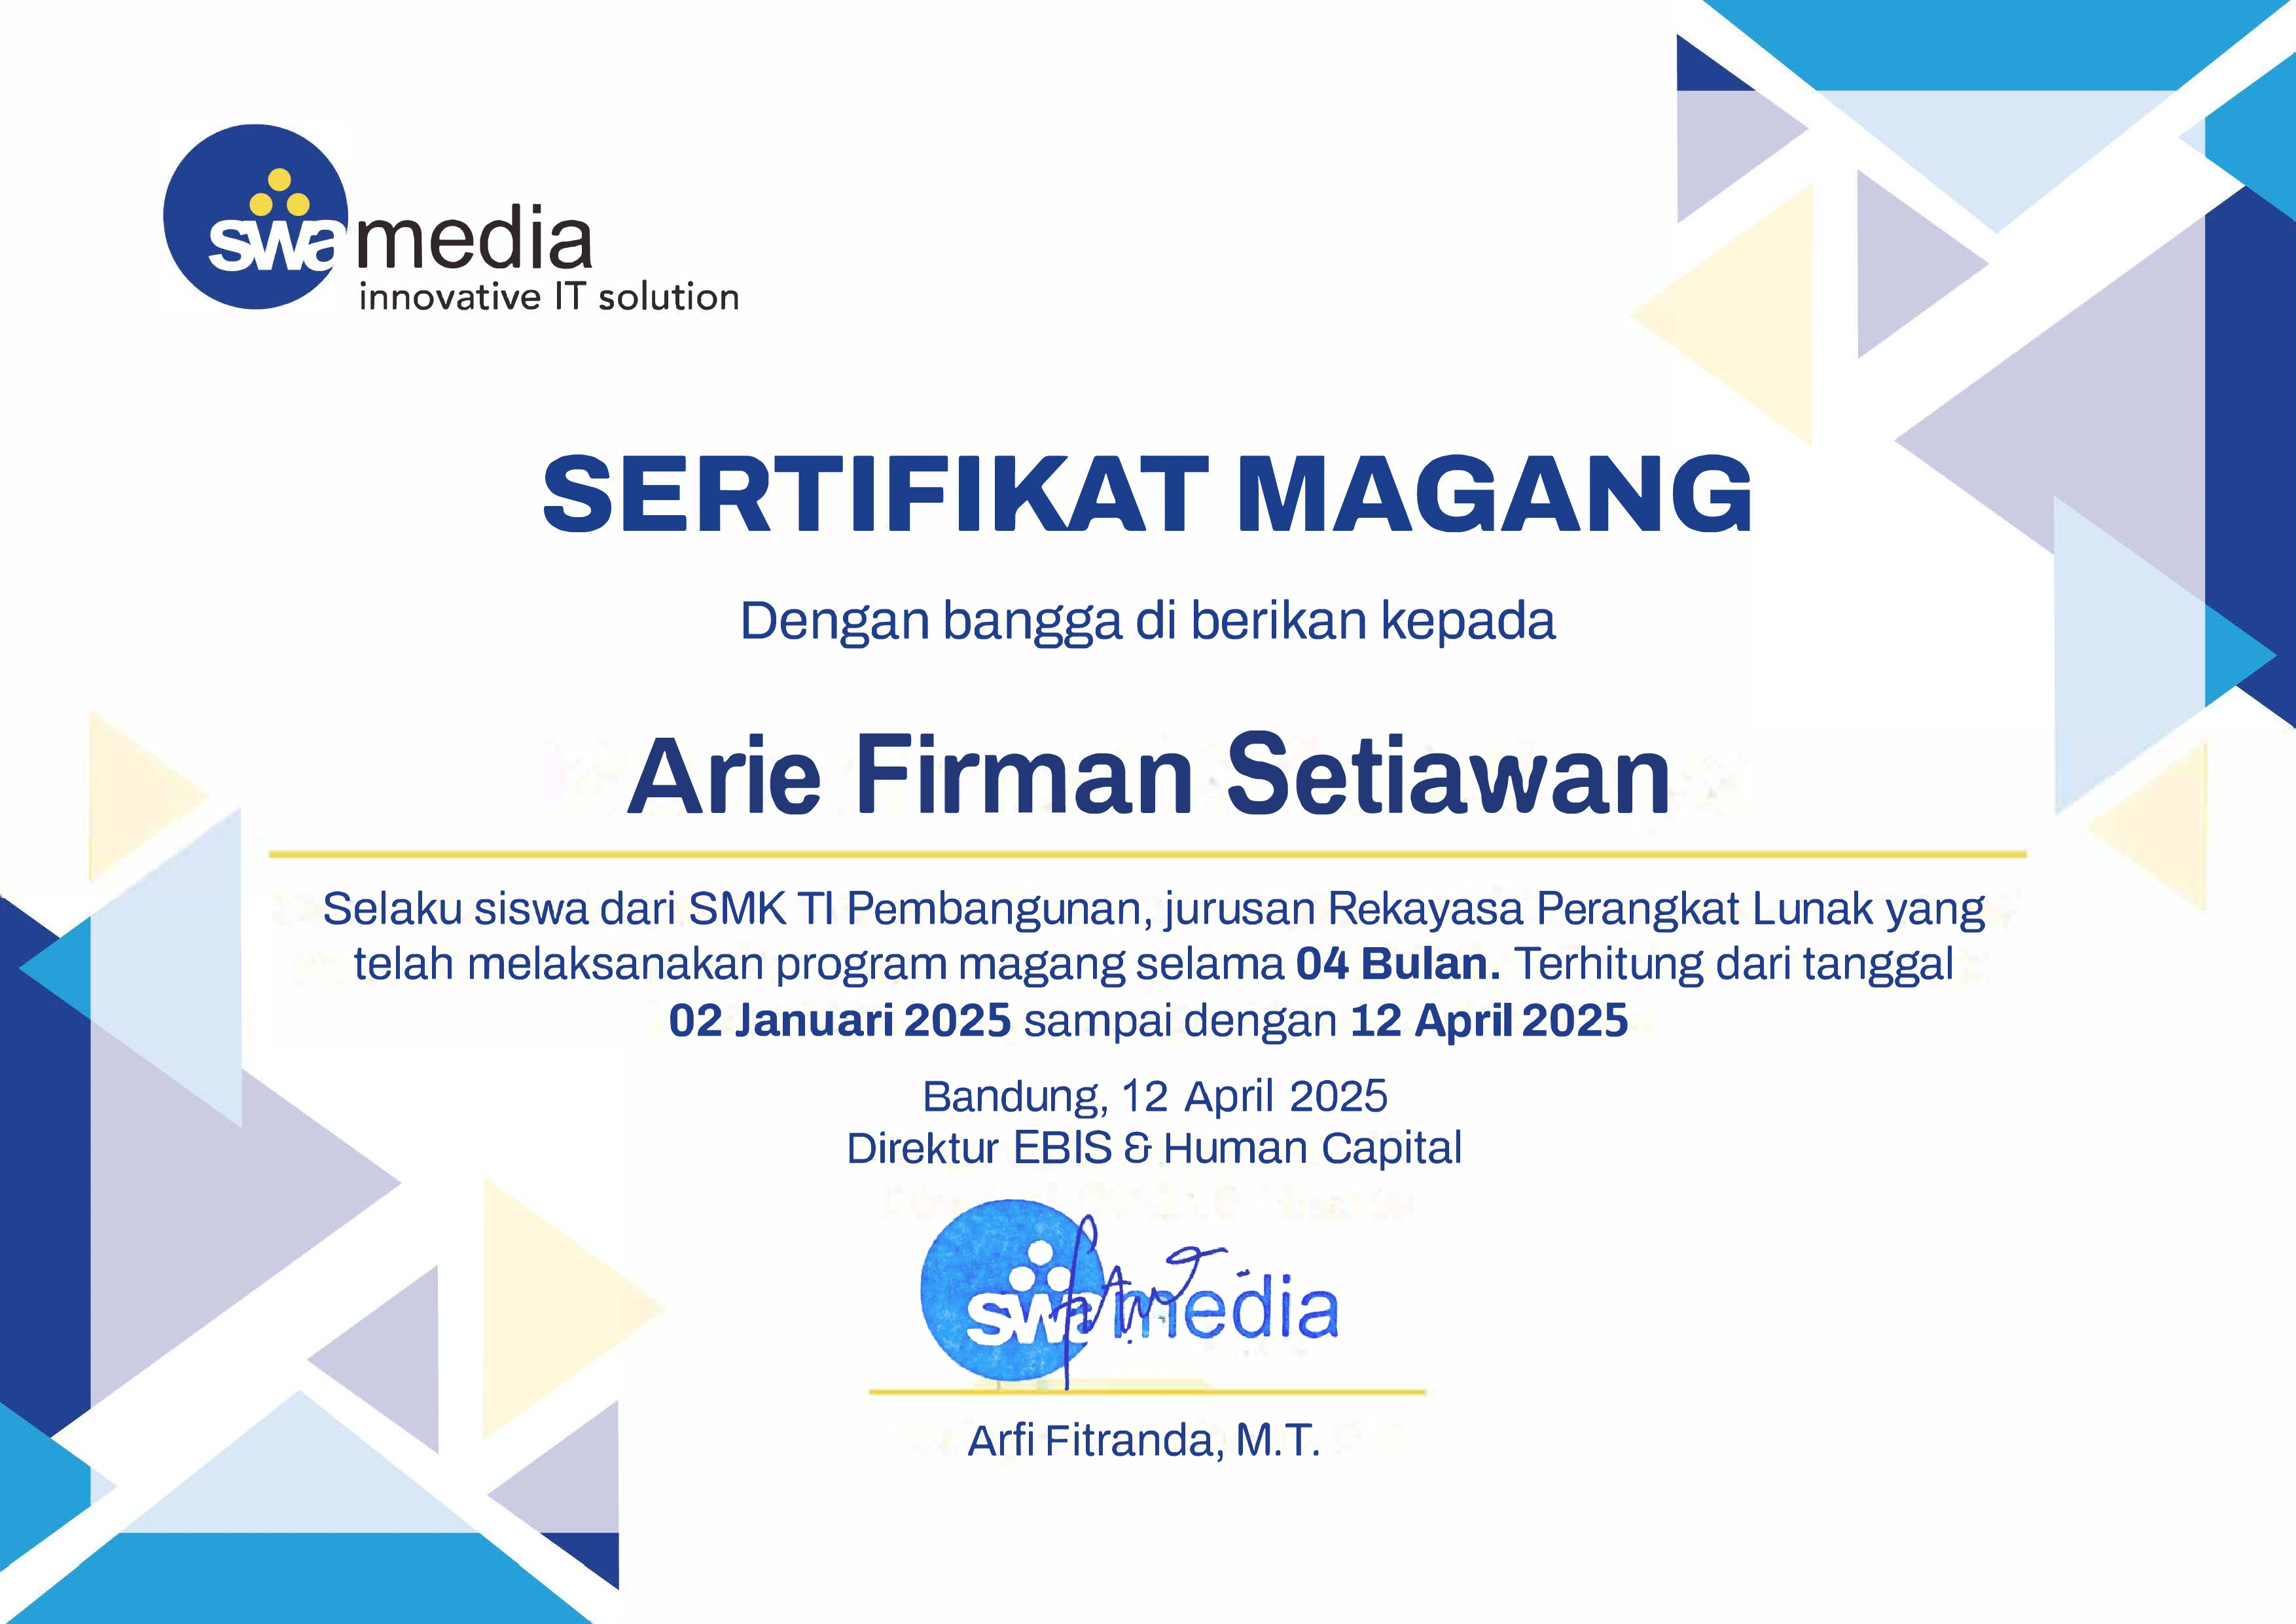 swamedia
innovative IT solution
SERTIFIKAT MAGANG
Dengan bangga di berikan kepada
Arie Firman Setiawan
Selaku siswa dari SMK TI Pembangunan, jurusan Rekayasa Perangkat Lunak yang
telah melaksanakan program magang selama 04 Bulan. Terhitung dari tanggal
02 Januari 2025 sampai dengan 12 April 2025
Bandung, 12 April 2025
Direktur EBIS & Human Capital
swamedia
Arfi Fitranda, M.T.